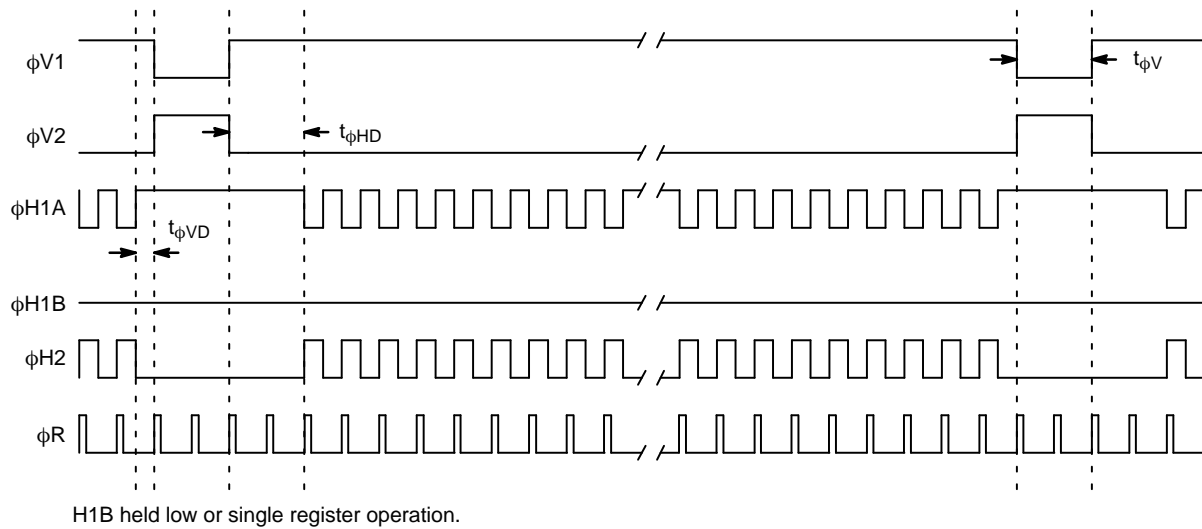 ϕV1
tϕV
ϕV2
tϕHD
ϕH1A
tϕVD
ϕH1B
ϕH2
ϕR
H1B held low or single register operation.